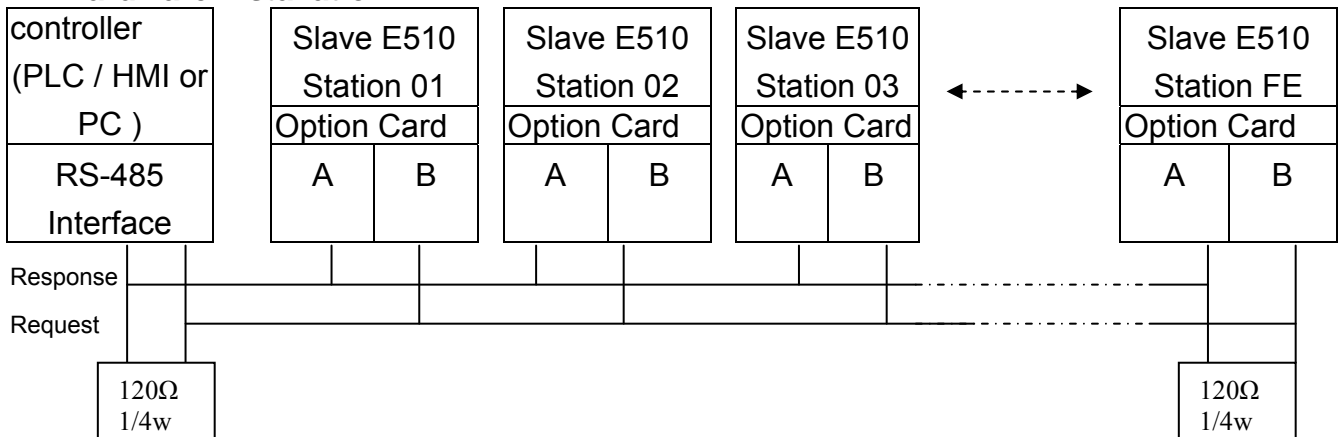 controller
(PLC / HMI or
PC )
RS-485
Interface
Slave E510
Station 01
Option Card
A B
Slave E510
Station 02
Option Card
A B
Slave E510
Station 03
Option Card
A B
Slave E510
Station FE
Option Card
A B
Response
Request
120Ω
1/4w
120Ω
1/4w